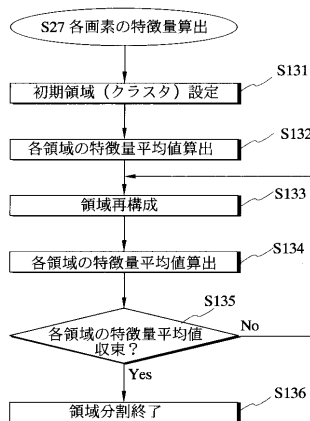 S27 各画素の特徴量算出
S131
初期領域（クラスタ）設定
S132
各領域の特徴量平均値算出
S133
領域再構成
S134
各領域の特徴量平均値算出
S135
各領域の特徴量平均値
収束？
No
Yes
S136
領域分割終了